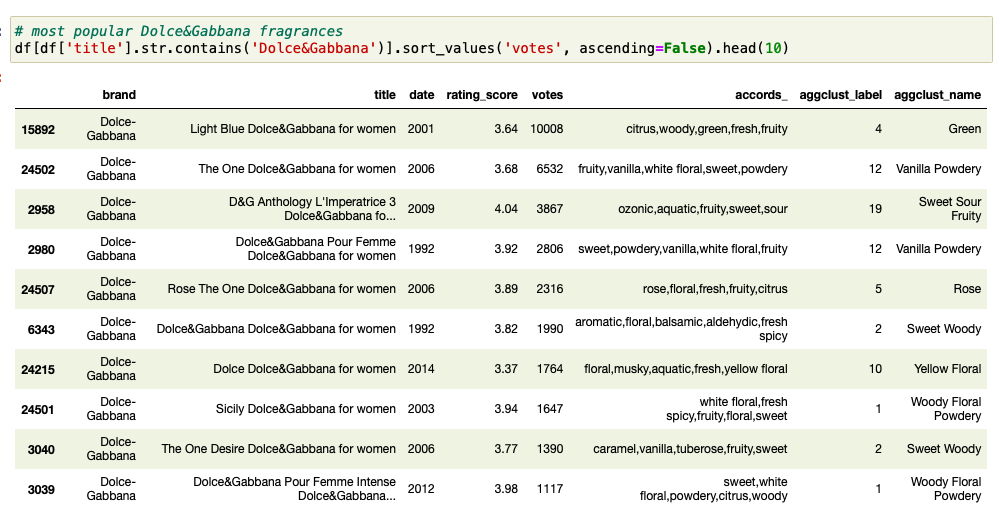 # most popular Dolce&Gabbana fragrances
df[df['title'].str.contains('Dolce&Gabbana')].sort_values('votes', ascending=False).head(10)
brand title date rating_score votes accords_ aggclust_label aggclust_name
15892 Dolce-Gabbana Light Blue Dolce&Gabbana for women 2001 3.64 10008 citrus,woody,green,fresh,fruity 4 Green
24502 Dolce-Gabbana The One Dolce&Gabbana for women 2006 3.68 6532 fruity,vanilla,white floral,sweet,powdery 12 Vanilla Powdery
2958 Dolce-Gabbana D&G Anthology L'Imperatrice 3 Dolce&Gabbana fo... 2009 4.04 3867 ozonic,aquatic,fruity,sweet,sour 19 Sweet Sour Fruity
2980 Dolce-Gabbana Dolce&Gabbana Pour Femme Dolce&Gabbana for women 1992 3.92 2806 sweet,powdery,vanilla,white floral,fruity 12 Vanilla Powdery
24507 Dolce-Gabbana Rose The One Dolce&Gabbana for women 2006 3.89 2316 rose,floral,fresh,fruity,citrus 5 Rose
6343 Dolce-Gabbana Dolce&Gabbana Dolce&Gabbana for women 1992 3.82 1990 aromatic,floral,balsamic,aldehydic,fresh spicy 2 Sweet Woody
24215 Dolce-Gabbana Dolce Dolce&Gabbana for women 2014 3.37 1764 floral,musky,aquatic,fresh,yellow floral 10 Yellow Floral
24501 Dolce-Gabbana Sicily Dolce&Gabbana for women 2003 3.94 1647 white floral,fresh spicy,fruity,floral,sweet 1 Woody Floral Powdery
3040 Dolce-Gabbana The One Desire Dolce&Gabbana for women 2006 3.77 1390 caramel,vanilla,tuberose,fruity,sweet 2 Sweet Woody
3039 Dolce-Gabbana Dolce&Gabbana Pour Femme Intense Dolce&Gabbana... 2012 3.98 1117 sweet,white floral,powdery,citrus,woody 1 Woody Floral Powdery